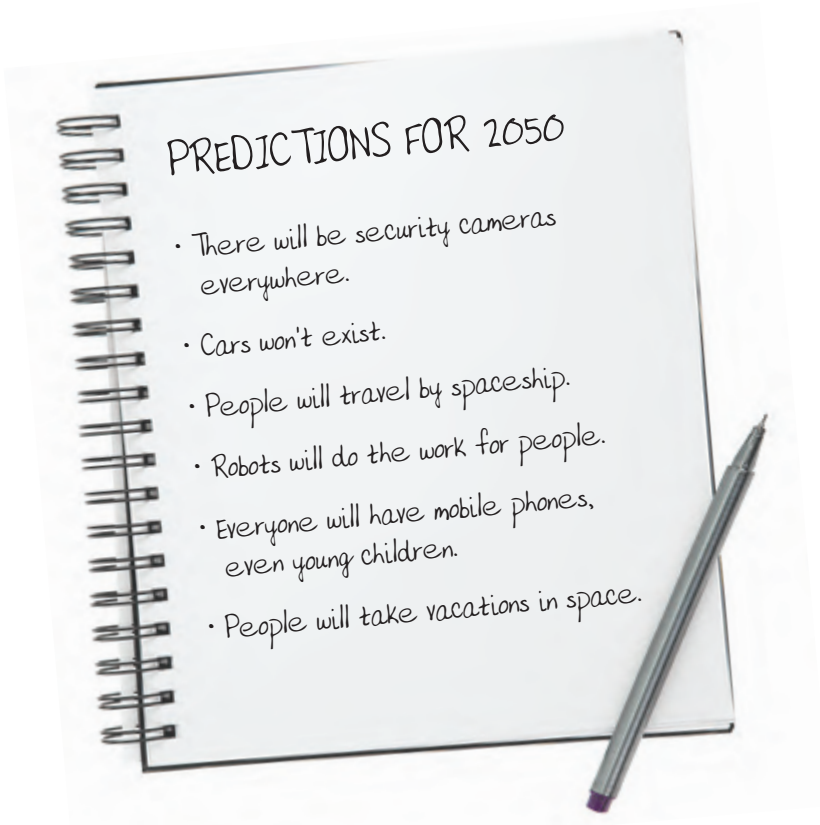 PREDICTIONS FOR 2050
• There will be security cameras
everywhere.
• Cars won't exist.
• People will travel by spaceship.
• Robots will do the work for people.
• Everyone will have mobile phones,
even young children.
• People will take vacations in space.